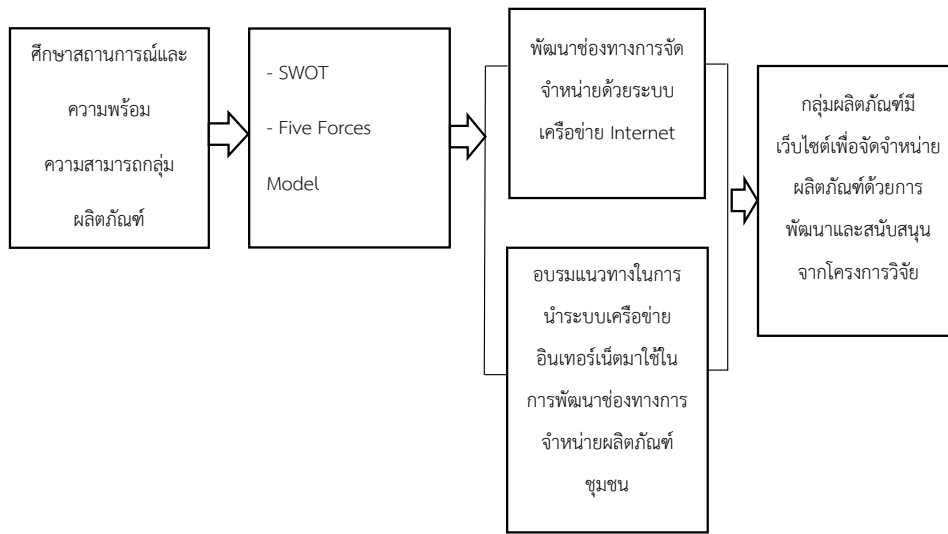 ศึกษาสถานการณ์และ
ความพร้อม
ความสามารถกลุ่ม
ผลิตภัณฑ์
- SWOT
- Five Forces
Model
พัฒนาช่องทางการจัด
จำหน่ายด้วยระบบ
เครือข่าย Internet
อบรมแนวทางในการ
นำระบบเครือข่าย
อินเทอร์เน็ตมาใช้ใน
การพัฒนาช่องทางการ
จำหน่ายผลิตภัณฑ์
ชุมชน
กลุ่มผลิตภัณฑ์มี
เว็บไซต์เพื่อจัดจำหน่าย
ผลิตภัณฑ์ด้วยการ
พัฒนาและสนับสนุน
จากโครงการวิจัย